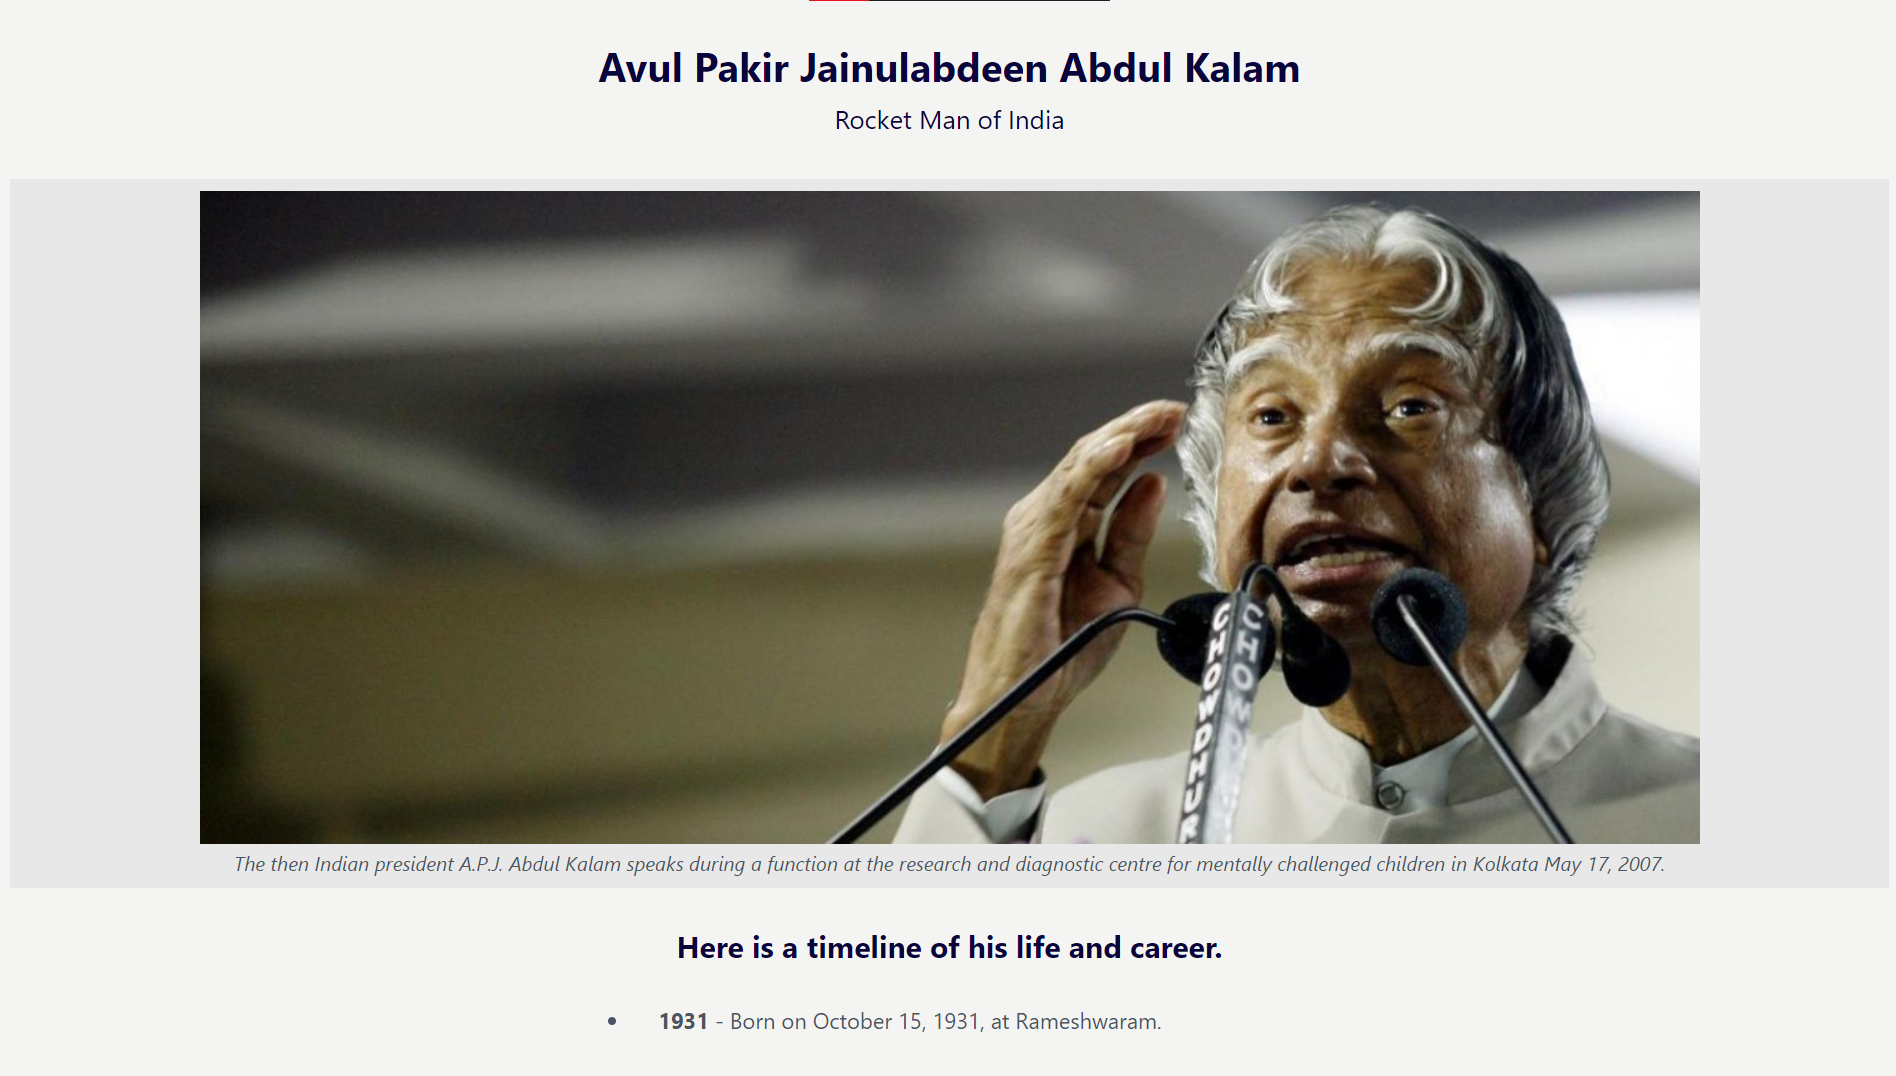 Avul Pakir Jainulabdeen Abdul Kalam
Rocket Man of India
CHOWDHUR
CHOWD
The then Indian president A.P.J. Abdul Kalam speaks during a function at the research and diagnostic centre for mentally challenged children in Kolkata May 17, 2007.
Here is a timeline of his life and career.
• 1931 - Born on October 15, 1931, at Rameshwaram.